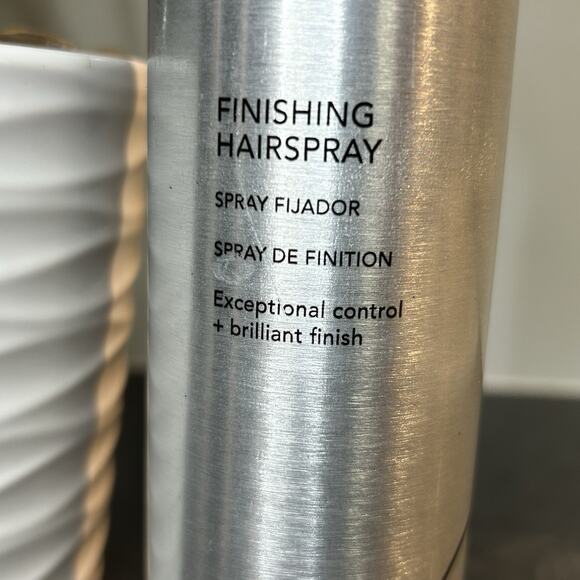 FINISHING
HAIRSPRAY
SPRAY FIJADOR
SPRAY DE FINITION
Exceptional control
+ brilliant finish